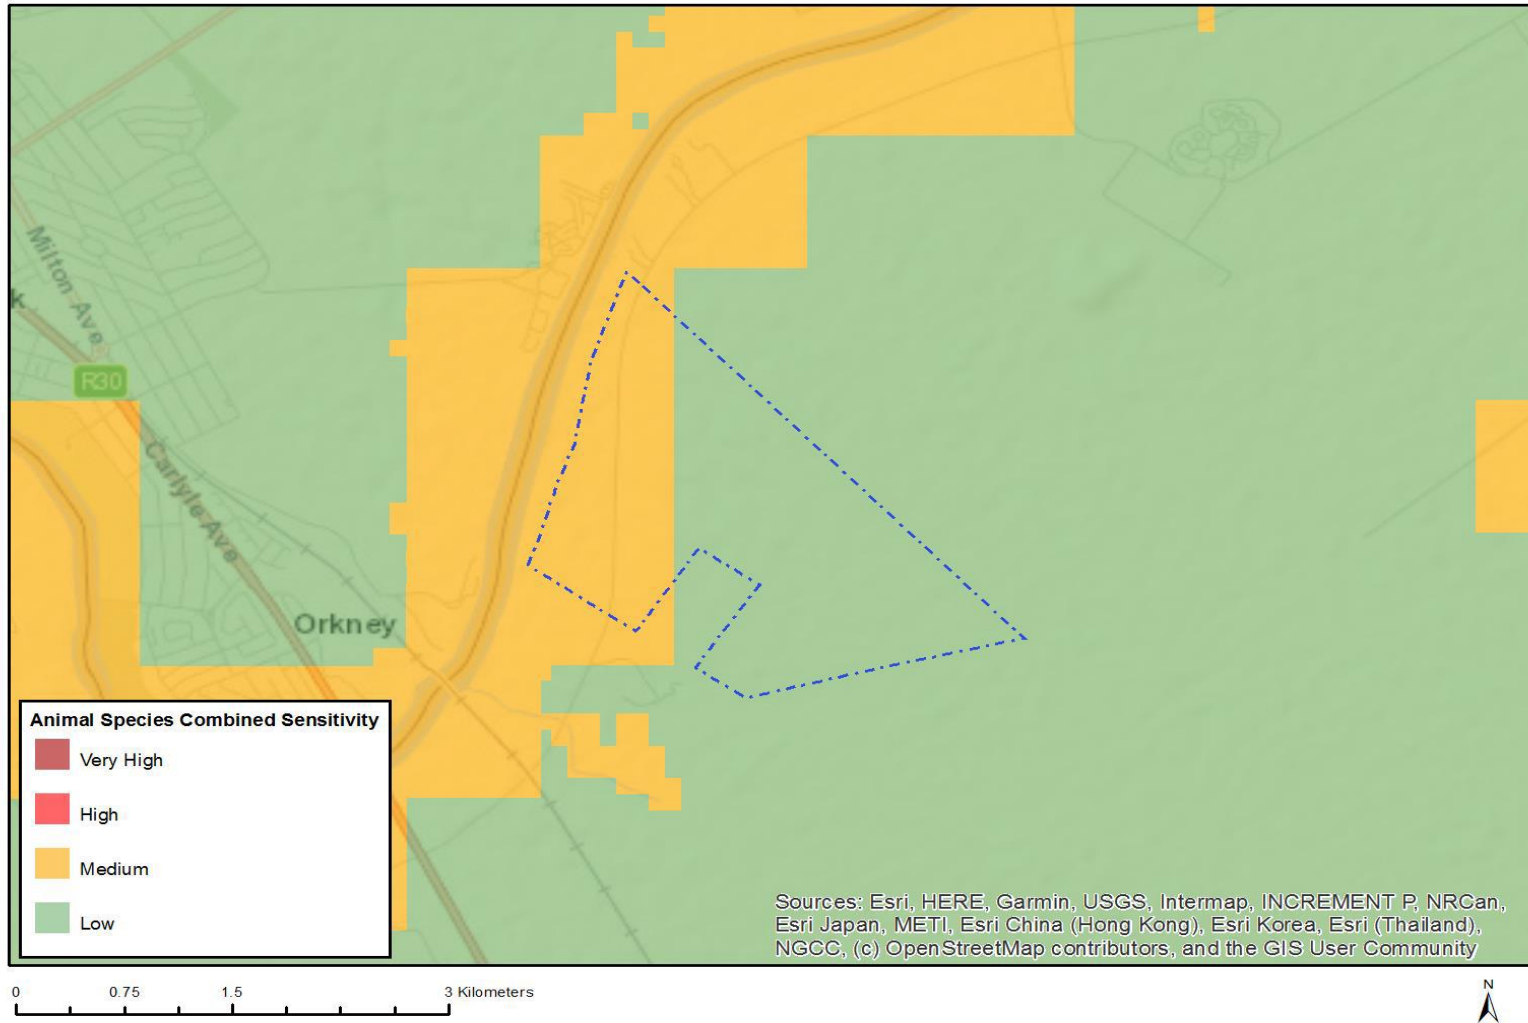 Milton Ave
k
R30
Carlyle Ave
Orkney
Animal Species Combined Sensitivity
Very High
High
Medium
Low
Sources: Esri, HERE, Garmin, USGS, Intermap, INCREMENT P, NRCan,
Esri Japan, METI, Esri China (Hong Kong), Esri Korea, Esri (Thailand),
NGCC, (c) OpenStreetMap contributors, and the GIS User Community
0 0.75 1.5 3 Kilometers
N